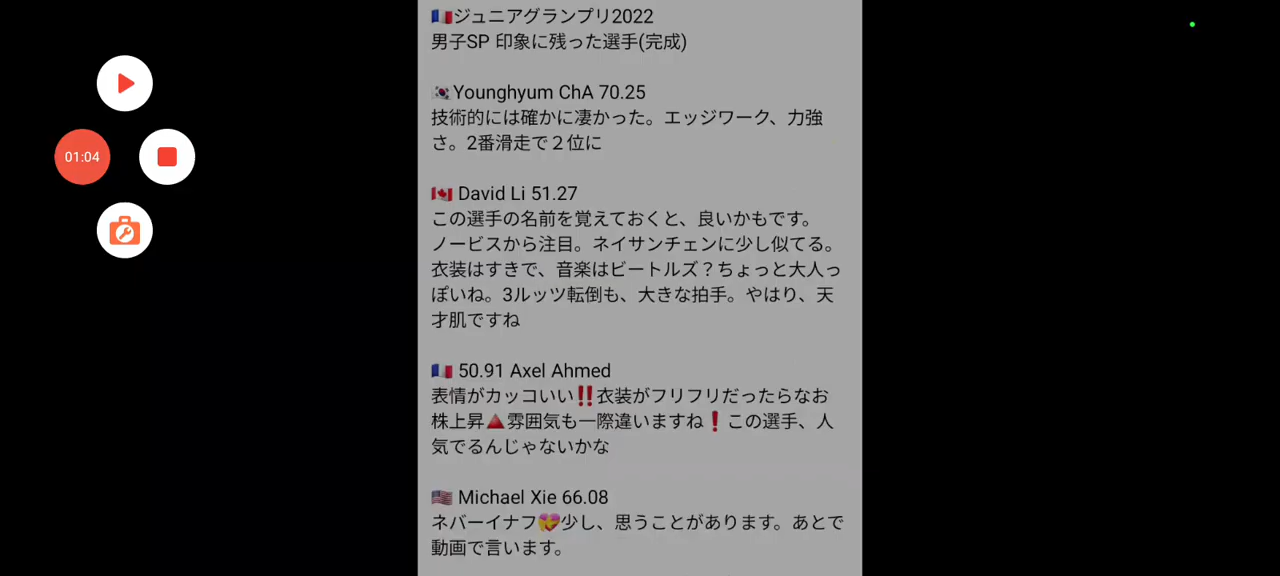 🇫🇷ジュニアグランプリ2022
男子SP 印象に残った選手(完成)
🇰🇷Younghyum ChA 70.25
技術的には確かに凄かった。エッジワーク、力強
さ。2番滑走で２位に
🇨🇦 David Li 51.27
この選手の名前を覚えておくと、良いかもです。
ノービスから注目。ネイサンチェンに少し似てる。
衣装はすきで、音楽はビートルズ？ちょっと大人っ
ぽいね。3ルッツ転倒も、大きな拍手。やはり、天
才肌ですね
🇫🇷 50.91 Axel Ahmed
表情がカッコいい‼️衣装がフリフリだったらなお
株上昇🔺雰囲気も一際違いますね❗この選手、人
気でるんじゃないかな
🇺🇸 Michael Xie 66.08
ネバーイナフ💝少し、思うことがあります。あとで
動画で言います。
01:04